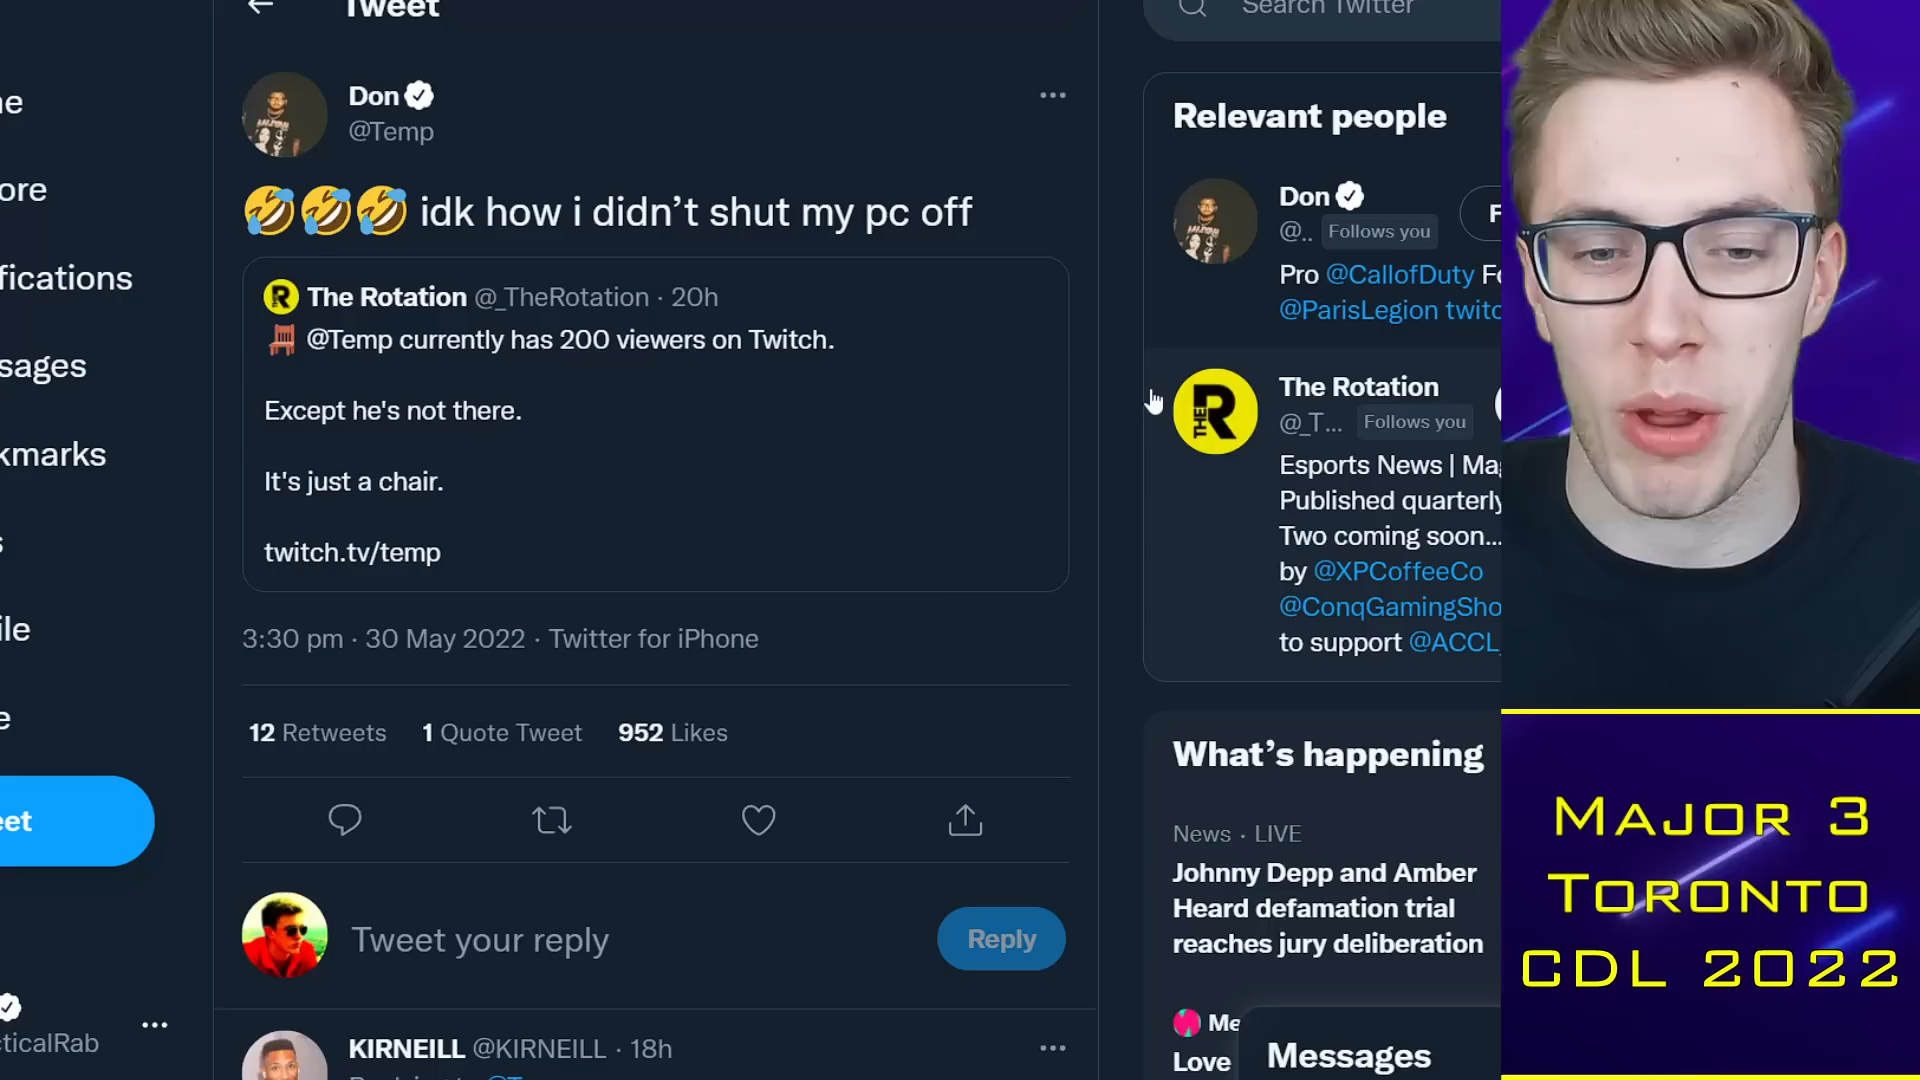 Tweet
Search Twitter
Don
@Temp
idk how i didn't shut my pc off
The Rotation @_TheRotation · 20h
@Temp currently has 200 viewers on Twitch.
Except he's not there.
It's just a chair.
twitch.tv/temp
3:30 pm · 30 May 2022 · Twitter for iPhone
12 Retweets 1 Quote Tweet 952 Likes
Tweet your reply
Reply
KIRNEILL @KIRNEILL · 18h
ne
ore
fications
sages
kmarks
s
ile
e
eet
cticalRab
Relevant people
Don
@.. Follows you
F
Pro @CallofDuty Fo
@ParisLegion twitc
THE R
The Rotation
@_T... Follows you
Esports News | Mag
Published quarterly
Two coming soon...
by @XPCoffeeCo
@ConqGamingSho
to support @ACCL_
What's happening
News · LIVE
Johnny Depp and Amber
Heard defamation trial
reaches jury deliberation
Me
Love
Messages
MAJOR 3
TORONTO
CDL 2022